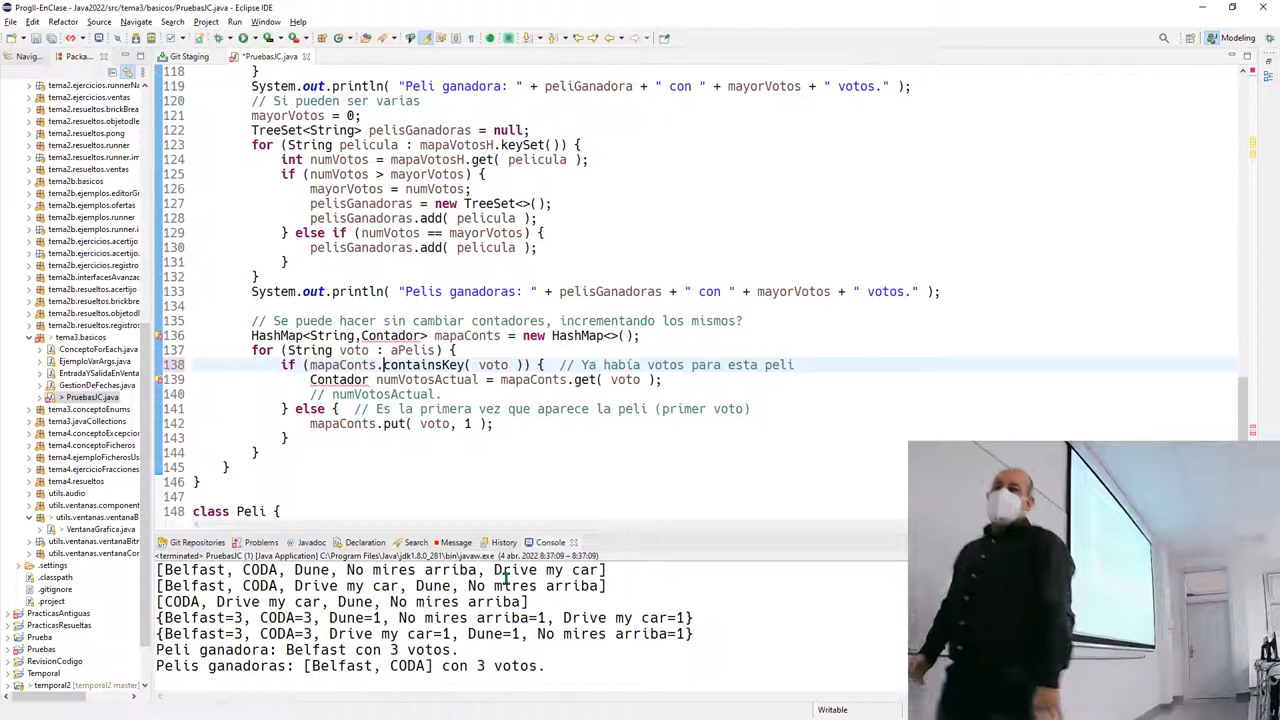 ProgII-EnClase - Java2022/src/tema3/basicos/PruebasJC.java - Eclipse IDE
File Edit Refactor Source Navigate Search Project Run Window Help
Modeling
Navig... Packa...
Git Staging *PruebasJC.java
tema2.ejercicios.runnerNa
tema2.ejercicios.ventas
tema2.resueltos.brickBrea
tema2.resueltos.objetodle
tema2.resueltos.pong
tema2.resueltos.runner
tema2.resueltos.runner.im
tema2.resueltos.ventas
tema2b.basicos
tema2b.ejemplos.editorGr
tema2b.ejemplos.ofertas
tema2b.ejemplos.runner
tema2b.ejemplos.runner.i
tema2b.ejercicios.acertijo
tema2b.ejercicios.acertijo
tema2b.ejercicios.registro
tema2b.interfacesAvanzac
tema2b.resueltos.acertijo
tema2b.resueltos.brickbre
tema2b.resueltos.objetod
tema2b.resueltos.registro
tema3.basicos
ConceptoForEach.java
EjemploVarArgs.java
EntradaYSalidaEnVenta
GestionDeFechas.java
> PruebasJC.java
tema3.conceptoEnums
tema3.javaCollections
tema4.conceptoExcepcion
tema4.conceptoFicheros
tema4.ejemploFicherosUs
tema4.ejercicioFracciones
tema4.resueltos
utils.audio
utils.ventanas.component
utils.ventanas.ventanaB
VentanaGrafica.java
utils.ventanas.ventanaBitr
utils.ventanas.ventanaCor
.settings
.classpath
.gitignore
.project
PracticasAntiguas
PracticasResueltas
Prueba
Pruebas
RevisionCodigo
Temporal
temporal2 [temporal2 master]
118 }
119 System.out.println( "Peli ganadora: " + peliGanadora + " con " + mayorVotos + " votos." );
120 // Si pueden ser varias
121 mayorVotos = 0;
122 TreeSet<String> pelisGanadoras = null;
123 for (String pelicula : mapaVotosH.keySet()) {
124 int numVotos = mapaVotosH.get( pelicula );
125 if (numVotos > mayorVotos) {
126 mayorVotos = numVotos;
127 pelisGanadoras = new TreeSet<>();
128 pelisGanadoras.add( pelicula );
129 } else if (numVotos == mayorVotos) {
130 pelisGanadoras.add( pelicula );
131 }
132 }
133 System.out.println( "Pelis ganadoras: " + pelisGanadoras + " con " + mayorVotos + " votos." );
134
135 // Se puede hacer sin cambiar contadores, incrementando los mismos?
136 HashMap<String,Contador> mapaConts = new HashMap<>();
137 for (String voto : aPelis) {
138 if (mapaConts.containsKey( voto )) { // Ya había votos para esta peli
139 Contador numVotosActual = mapaConts.get( voto );
140 // numVotosActual.
141 } else { // Es la primera vez que aparece la peli (primer voto)
142 mapaConts.put( voto, 1 );
143 }
144 }
145 }
146 }
147
148 class Peli {
Git Repositories Problems Javadoc Declaration Search Message History Console
<terminated> PruebasJC (1) [Java Application] C:\Program Files\Java\jdk1.8.0_281\bin\javaw.exe (4 abr. 2022 8:37:09 – 8:37:09)
[Belfast, CODA, Dune, No mires arriba, Drive my car]
[Belfast, CODA, Drive my car, Dune, No mires arriba]
[CODA, Drive my car, Dune, No mires arriba]
{Belfast=3, CODA=3, Dune=1, No mires arriba=1, Drive my car=1}
{Belfast=3, CODA=3, Drive my car=1, Dune=1, No mires arriba=1}
Peli ganadora: Belfast con 3 votos.
Pelis ganadoras: [Belfast, CODA] con 3 votos.
Writable